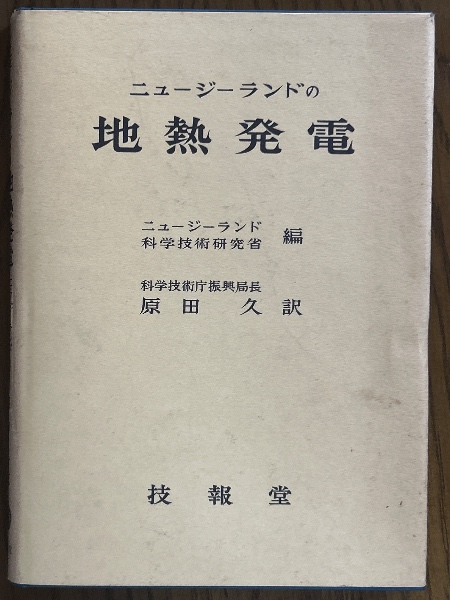 ニュージーランドの
地熱発電
ニュージーランド
科学技術研究省 編
科学技術庁振興局長
原田 久 訳
技報堂